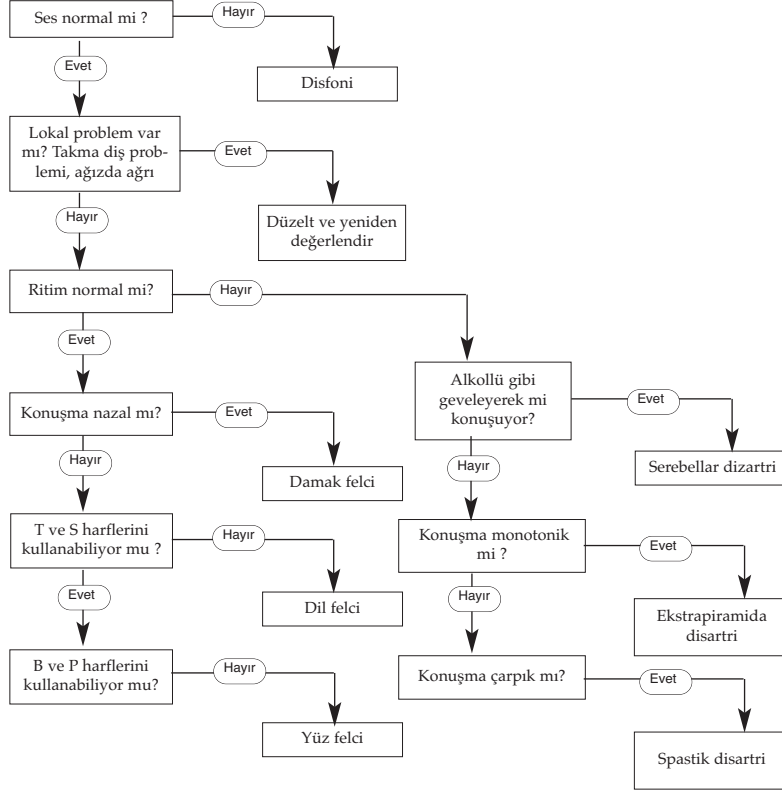 Ses normal mi ?
Hayır
Evet
Disfoni
Lokal problem var
mı? Takma diş prob-
lemi, ağızda ağrı
Evet
Hayır
Düzelt ve yeniden
değerlendir
Ritim normal mi?
Hayır
Evet
Alkollü gibi
geveleyerek mi
konuşuyor?
Evet
Konuşma nazal mı?
Evet
Hayır
Damak felci
Hayır
Serebellar dizartri
T ve S harflerini
kullanabiliyor mu ?
Hayır
Konuşma monotonik
mi ?
Evet
Evet
Dil felci
Hayır
Ekstrapiramida
disartri
B ve P harflerini
kullanabiliyor mu?
Hayır
Konuşma çarpık mı?
Evet
Yüz felci
Spastik disartri